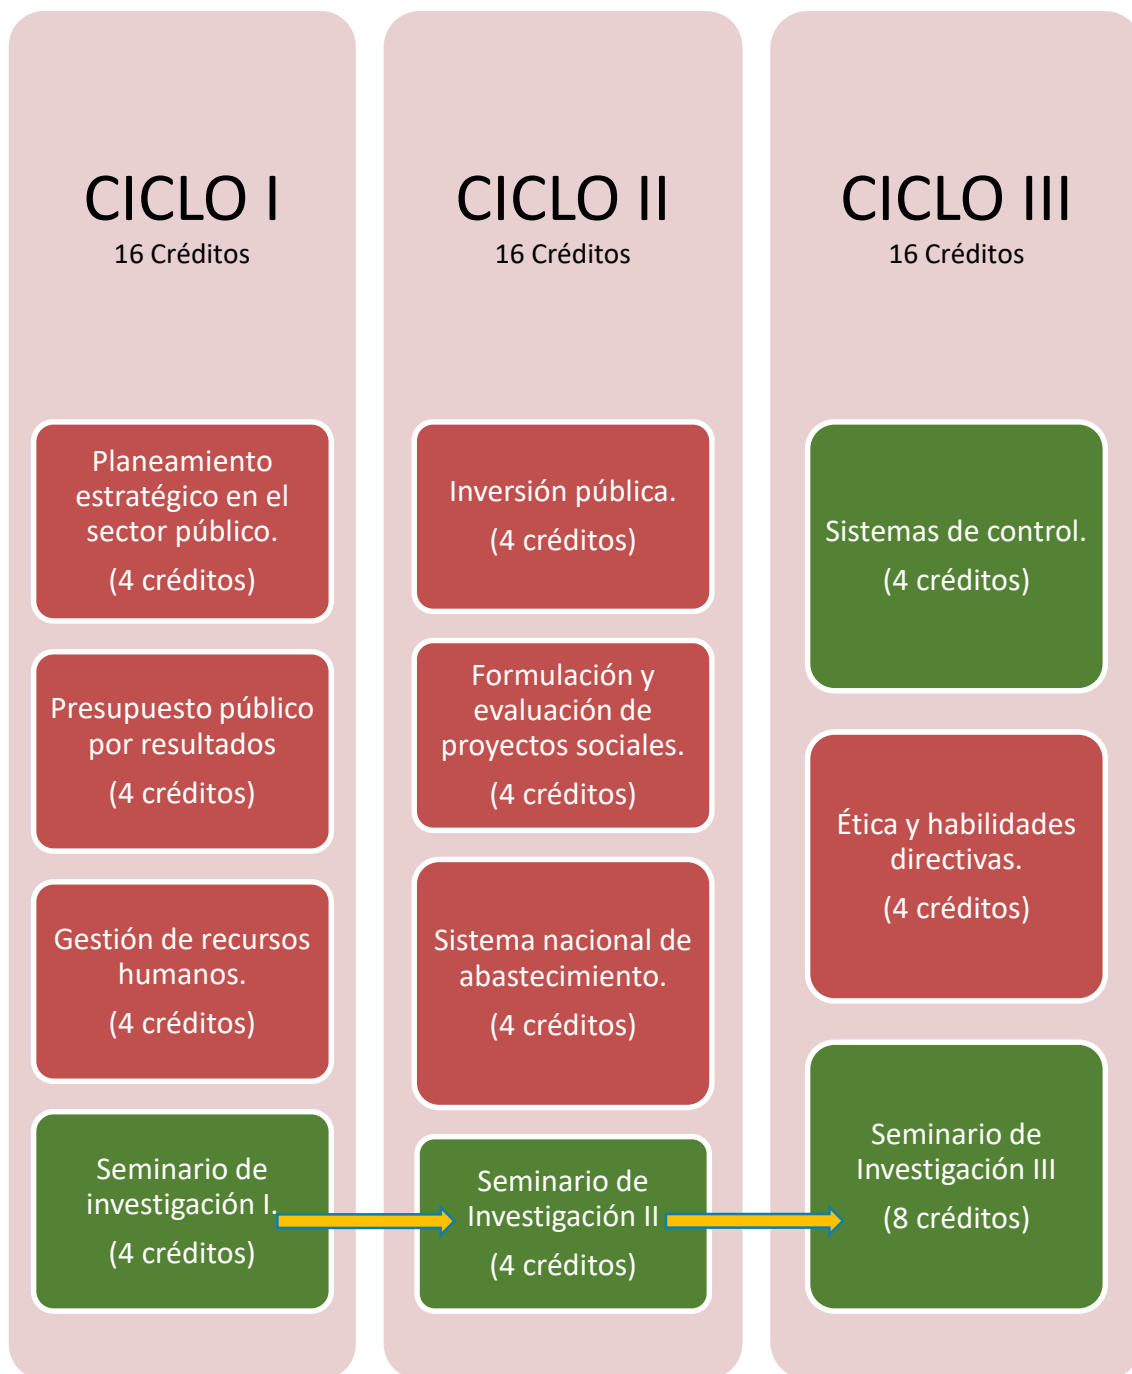 CICLO I
16 Créditos
Planeamiento
estratégico en el
sector público.
(4 créditos)
Presupuesto público
por resultados
(4 créditos)
Gestión de recursos
humanos.
(4 créditos)
Seminario de
investigación I.
(4 créditos)
CICLO II
16 Créditos
Inversión pública.
(4 créditos)
Formulación y
evaluación de
proyectos sociales.
(4 créditos)
Sistema nacional de
abastecimiento.
(4 créditos)
Seminario de
Investigación II
(4 créditos)
CICLO III
16 Créditos
Sistemas de control.
(4 créditos)
Ética y habilidades
directivas.
(4 créditos)
Seminario de
Investigación III
(8 créditos)